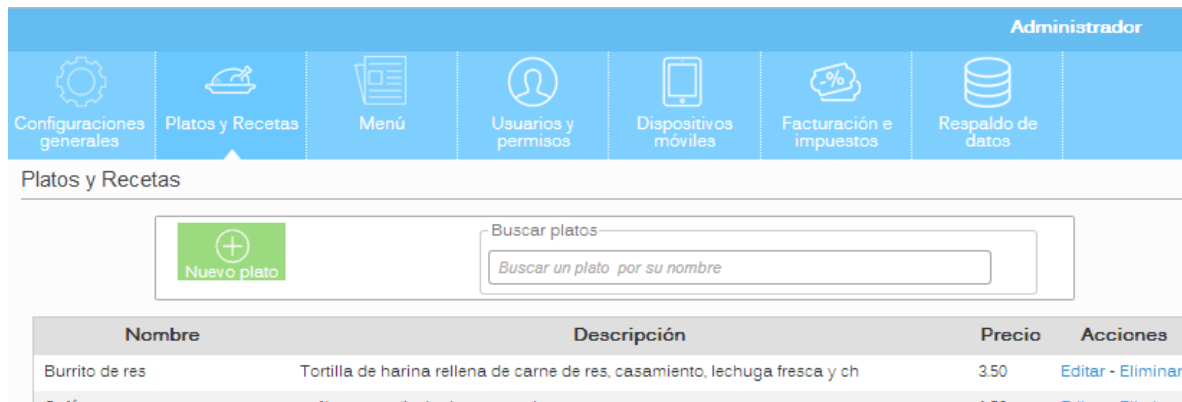 Administrador
Configuraciones generales
Platos y Recetas
Menú
Usuarios y permisos
Dispositivos móviles
Facturación e impuestos
Respaldo de datos
Platos y Recetas
Nuevo plato
Buscar platos
Buscar un plato por su nombre
Nombre Descripción Precio Acciones
Burrito de res Tortilla de harina rellena de carne de res, casamiento, lechuga fresca y ch 3.50 Editar - Eliminar